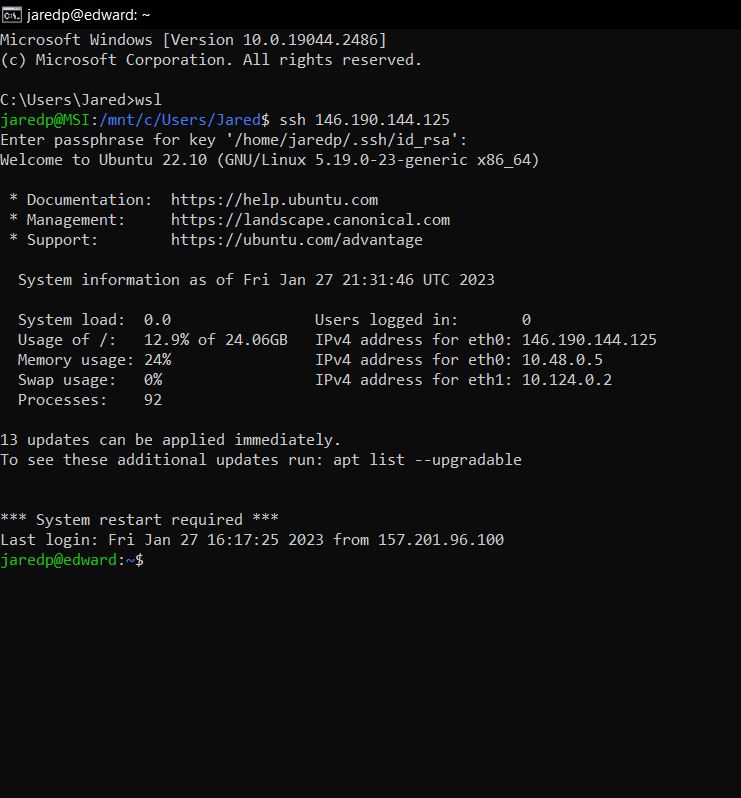 jaredp@edward: ~
Microsoft Windows [Version 10.0.19044.2486]
(c) Microsoft Corporation. All rights reserved.
C:\Users\Jared>wsl
jaredp@MSI:/mnt/c/Users/Jared$ ssh 146.190.144.125
Enter passphrase for key '/home/jaredp/.ssh/id_rsa':
Welcome to Ubuntu 22.10 (GNU/Linux 5.19.0-23-generic x86_64)
* Documentation:  https://help.ubuntu.com
* Management:     https://landscape.canonical.com
* Support:        https://ubuntu.com/advantage
System information as of Fri Jan 27 21:31:46 UTC 2023
System load:  0.0                Users logged in:       0
Usage of /:   12.9% of 24.06GB   IPv4 address for eth0: 146.190.144.125
Memory usage: 24%                IPv4 address for eth0: 10.48.0.5
Swap usage:   0%                 IPv4 address for eth1: 10.124.0.2
Processes:    92
13 updates can be applied immediately.
To see these additional updates run: apt list --upgradable
*** System restart required ***
Last login: Fri Jan 27 16:17:25 2023 from 157.201.96.100
jaredp@edward:~$